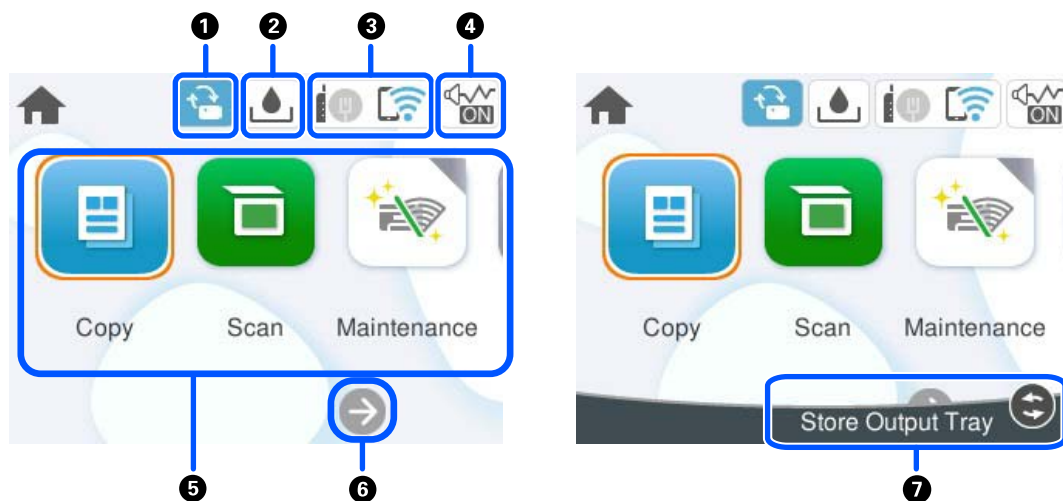 1 2 3 4
ON ON
Copy Scan Maintenance Copy Scan Maintenance
Store Output Tray
5 6 7